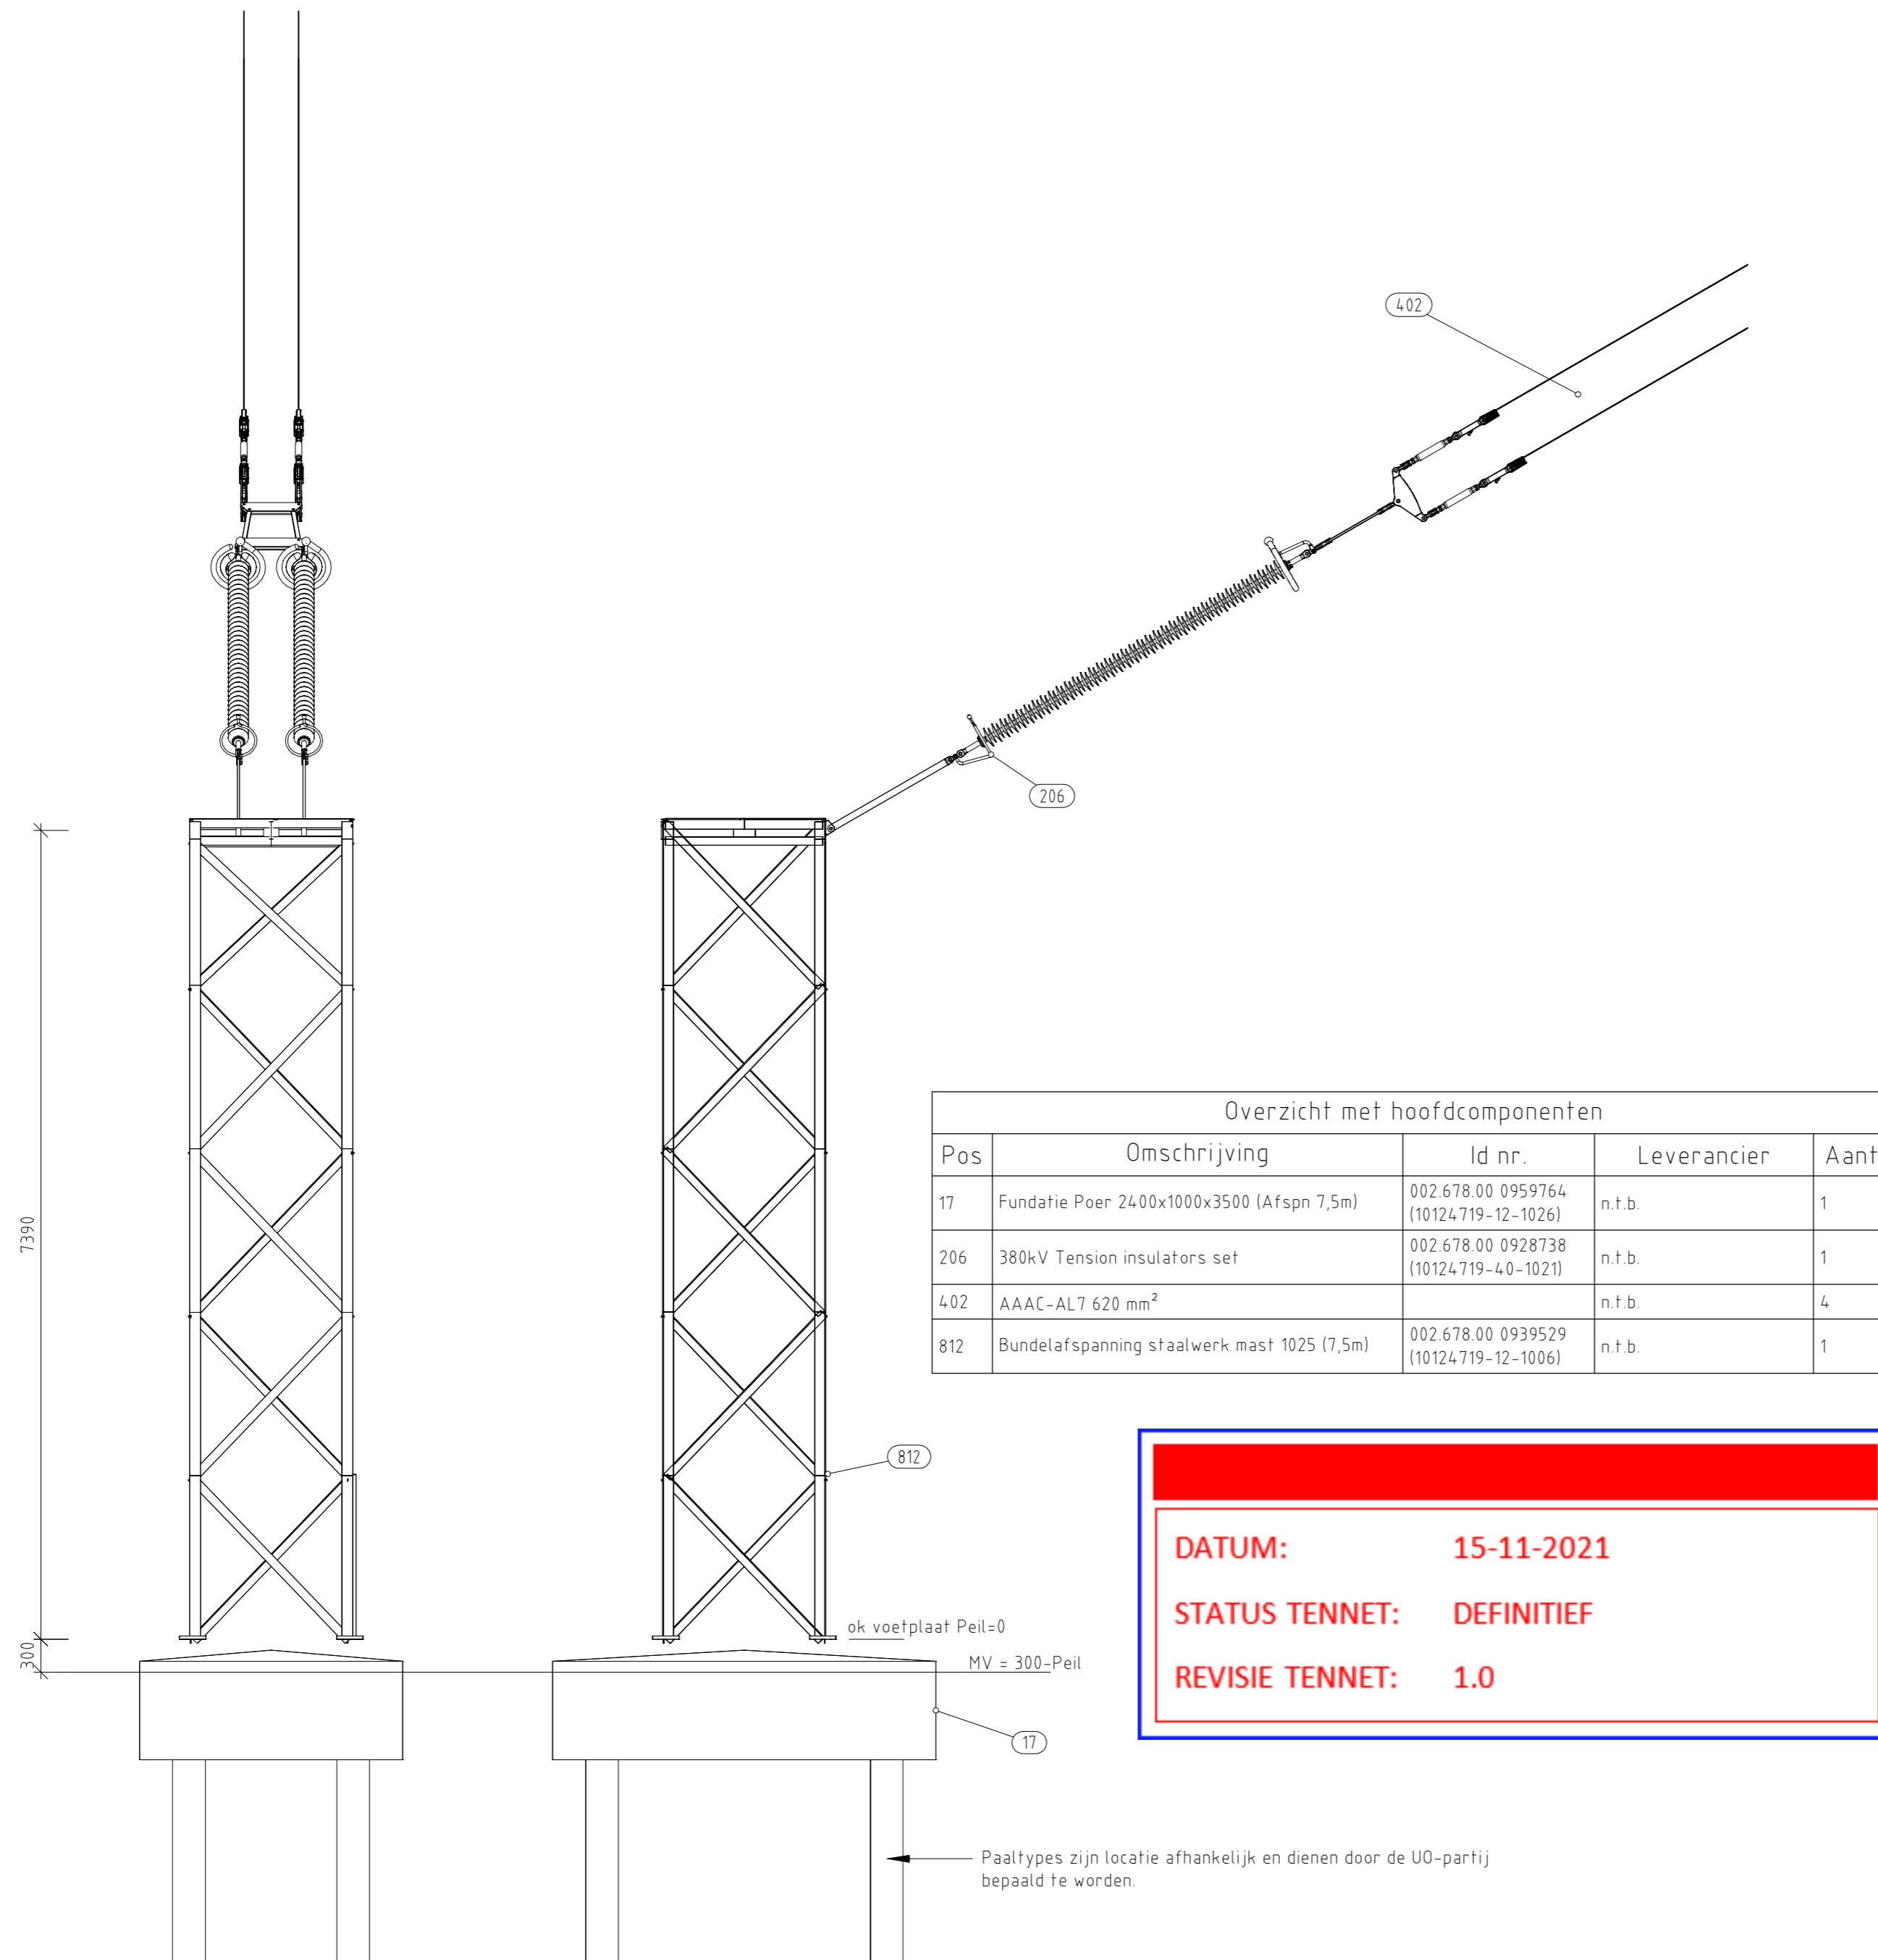 402
206
7390
Overzicht met hoofdcomponenten
Pos Omschrijving Id nr. Leverancier Aant
17 Fundatie Poer 2400x1000x3500 (Afspn 7,5m) 002.678.00 0959764 (10124719-12-1026) n.t.b. 1
206 380kV Tension insulators set 002.678.00 0928738 (10124719-40-1021) n.t.b. 1
402 AAAC-AL7 620 mm² n.t.b. 4
812 Bundelafspanning staalwerk mast 1025 (7,5m) 002.678.00 0939529 (10124719-12-1006) n.t.b. 1
812
DATUM: 15-11-2021
STATUS TENNET: DEFINITIEF
REVISIE TENNET: 1.0
ok voetplaat Peil=0
300
MV = 300-Peil
17
Paaltypes zijn locatie afhankelijk en dienen door de UO-partij
bepaald te worden.